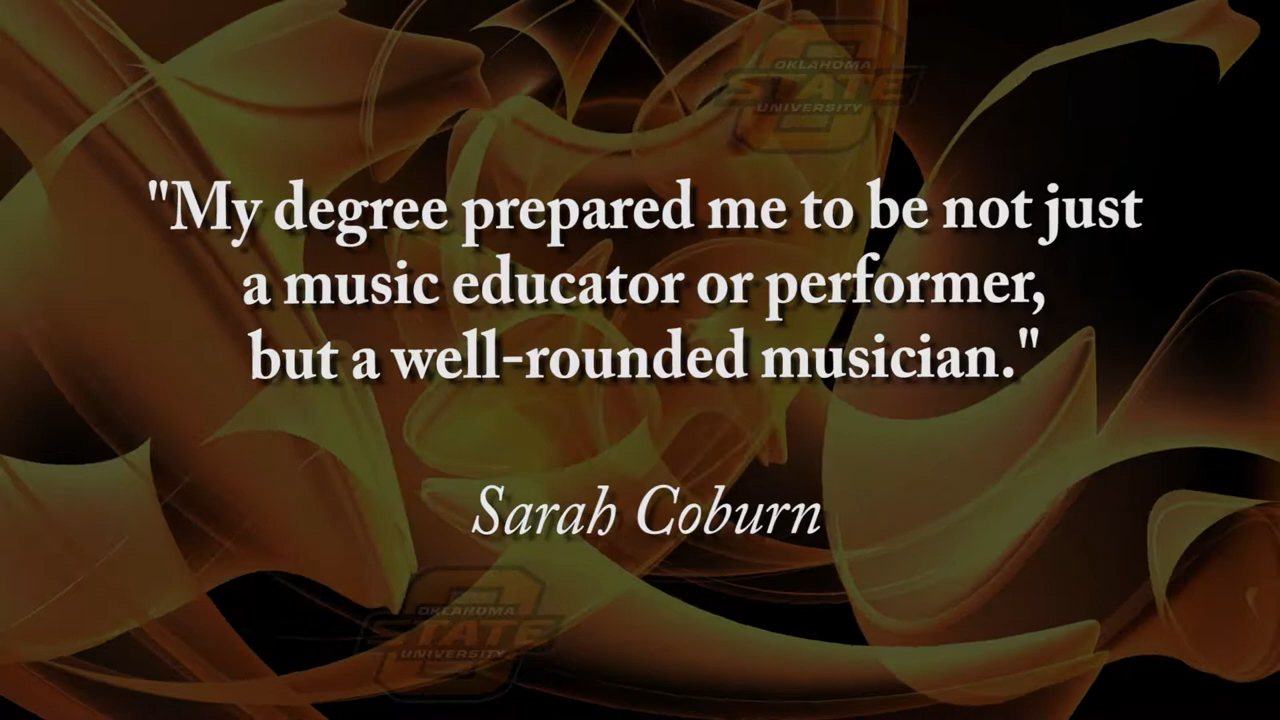 OKLAHOMA
STATE
UNIVERSITY
"My degree prepared me to be not just
a music educator or performer,
but a well-rounded musician."
Sarah Coburn
OKLAHOMA
STATE
UNIVERSITY